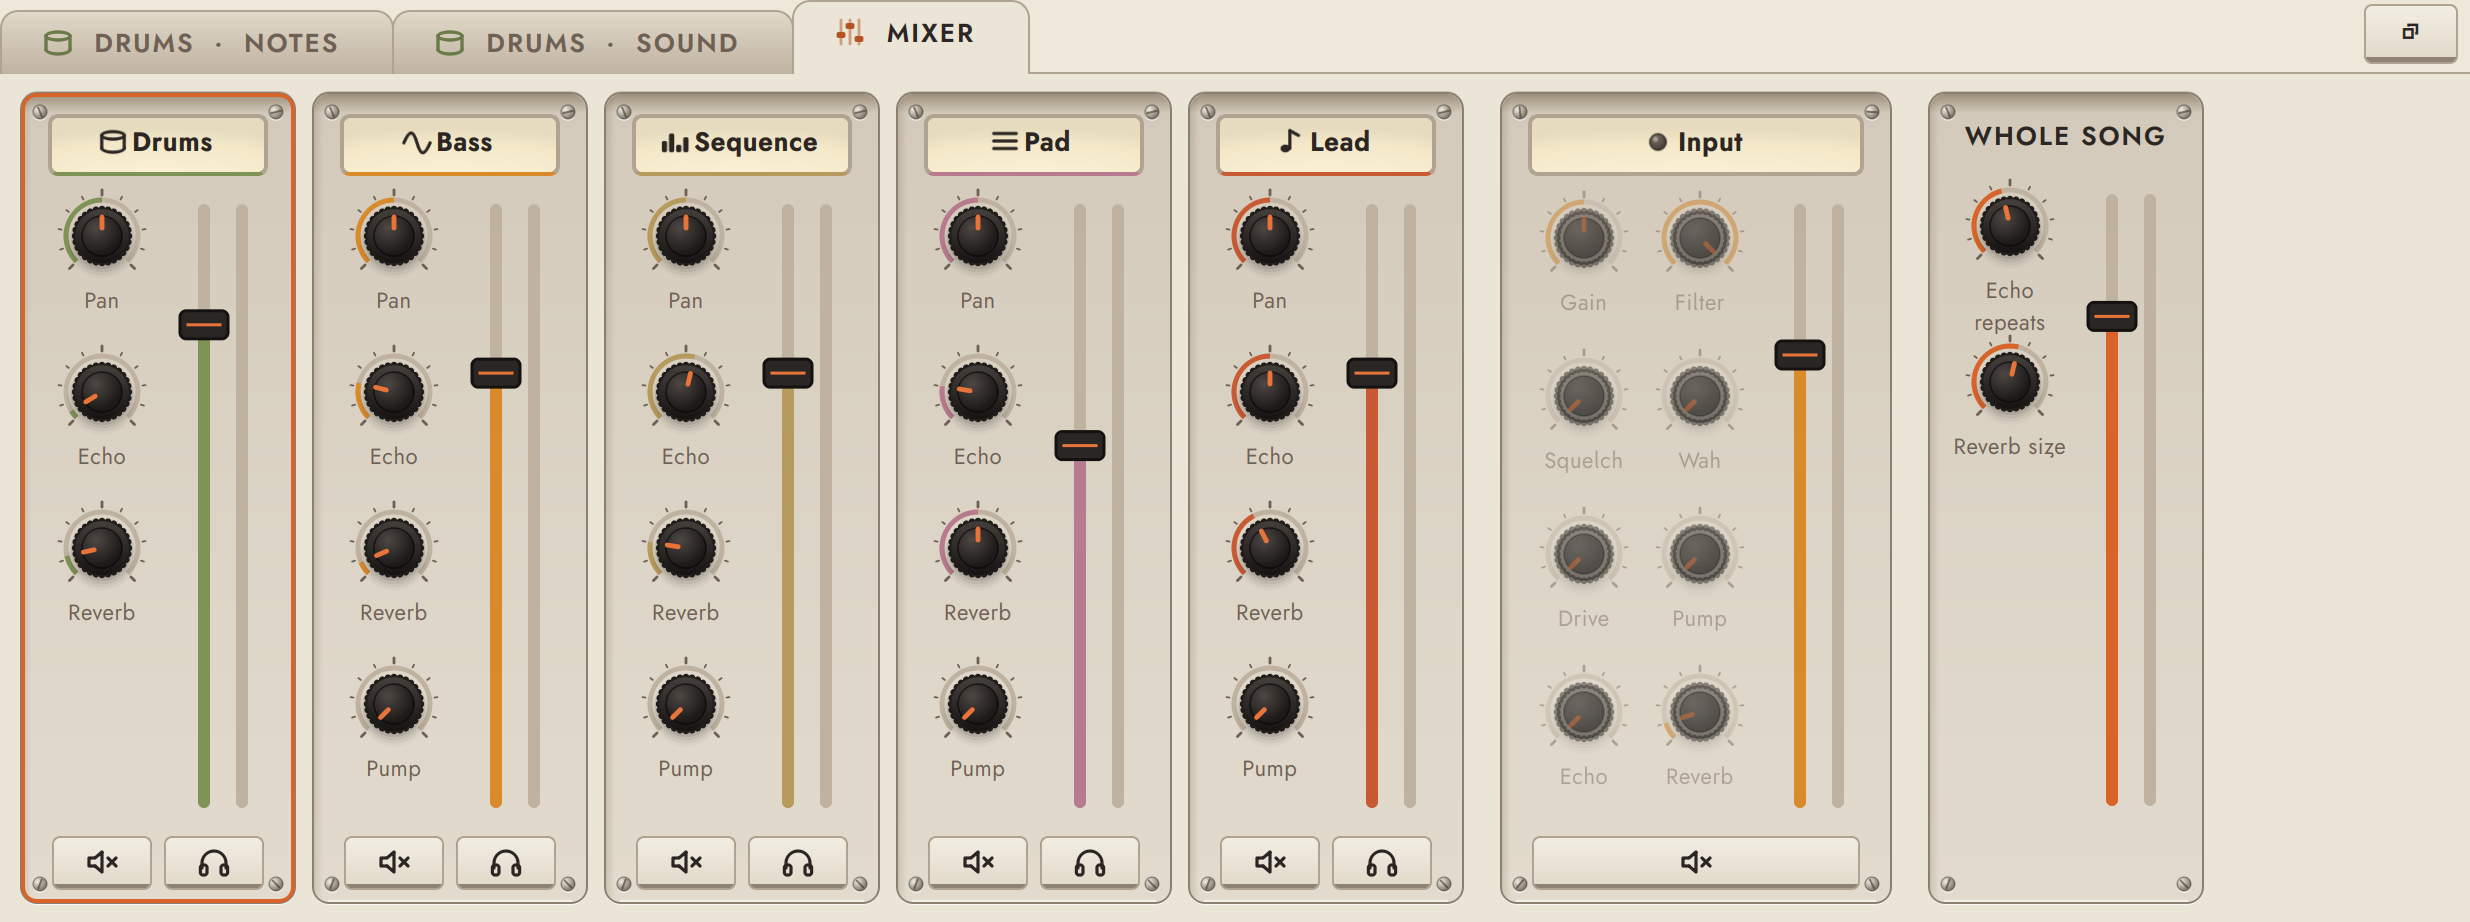 DRUMS · NOTES
DRUMS · SOUND
MIXER
Drums
Pan
Echo
Reverb
Bass
Pan
Echo
Reverb
Pump
Sequence
Pan
Echo
Reverb
Pump
Pad
Pan
Echo
Reverb
Pump
Lead
Pan
Echo
Reverb
Pump
Input
Gain Filter
Squelch Wah
Drive Pump
Echo Reverb
WHOLE SONG
Echo
repeats
Reverb size